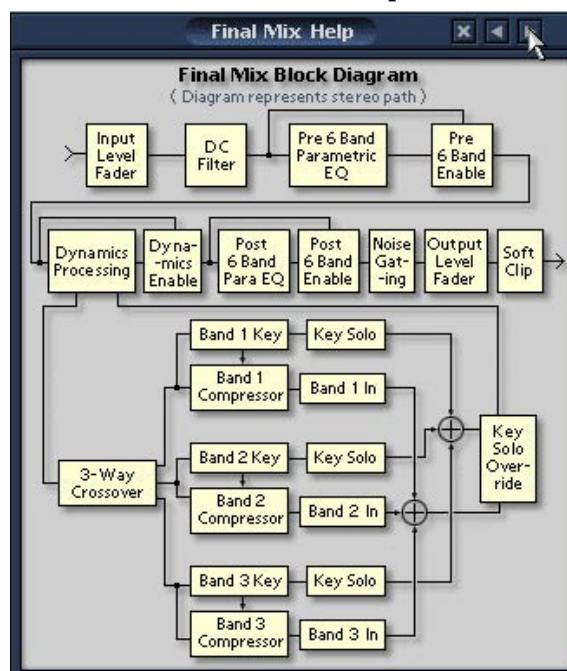 Final Mix Help
Final Mix Block Diagram
( Diagram represents stereo path )
Input
Level
Fader
DC
Filter
Pre 6 Band
Parametric
EQ
Pre
6 Band
Enable
Dynamics
Processing
Dyna-
-mics
Enable
Post
6 Band
Para EQ
Post
6 Band
Enable
Noise
Gat-
-ing
Output
Level
Fader
Soft
Clip
Band 1 Key
Key Solo
Band 1
Compressor
Band 1 In
Band 2 Key
Key Solo
3-Way
Crossover
Band 2
Compressor
Band 2 In
Key
Solo
Over-
ride
Band 3 Key
Key Solo
Band 3
Compressor
Band 3 In